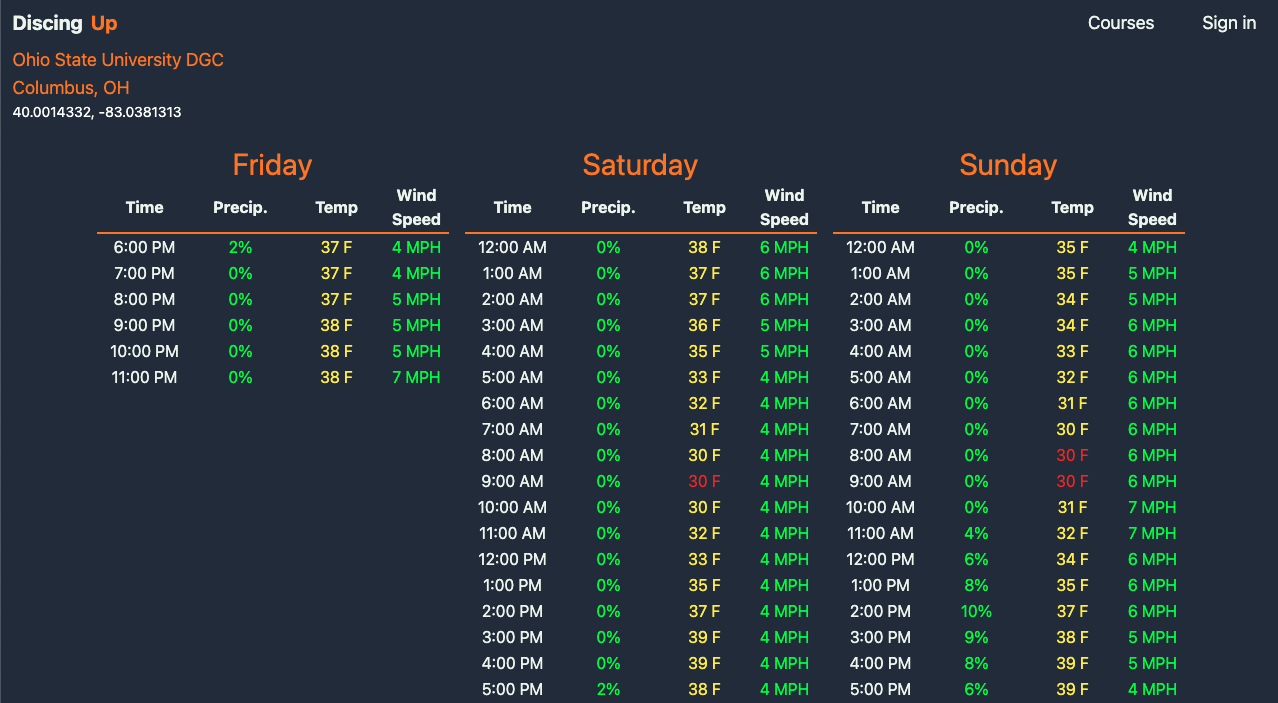 Discing Up Courses Sign in
Ohio State University DGC
Columbus, OH
40.0014332, -83.0381313
Friday
Time Precip. Temp Wind Speed
6:00 PM 2% 37 F 4 MPH
7:00 PM 0% 37 F 4 MPH
8:00 PM 0% 37 F 5 MPH
9:00 PM 0% 38 F 5 MPH
10:00 PM 0% 38 F 5 MPH
11:00 PM 0% 38 F 7 MPH
Saturday
Time Precip. Temp Wind Speed
12:00 AM 0% 38 F 6 MPH
1:00 AM 0% 37 F 6 MPH
2:00 AM 0% 37 F 6 MPH
3:00 AM 0% 36 F 5 MPH
4:00 AM 0% 35 F 5 MPH
5:00 AM 0% 33 F 4 MPH
6:00 AM 0% 32 F 4 MPH
7:00 AM 0% 31 F 4 MPH
8:00 AM 0% 30 F 4 MPH
9:00 AM 0% 30 F 4 MPH
10:00 AM 0% 30 F 4 MPH
11:00 AM 0% 32 F 4 MPH
12:00 PM 0% 33 F 4 MPH
1:00 PM 0% 35 F 4 MPH
2:00 PM 0% 37 F 4 MPH
3:00 PM 0% 39 F 4 MPH
4:00 PM 0% 39 F 4 MPH
5:00 PM 2% 38 F 4 MPH
Sunday
Time Precip. Temp Wind Speed
12:00 AM 0% 35 F 4 MPH
1:00 AM 0% 35 F 5 MPH
2:00 AM 0% 34 F 5 MPH
3:00 AM 0% 34 F 6 MPH
4:00 AM 0% 33 F 6 MPH
5:00 AM 0% 32 F 6 MPH
6:00 AM 0% 31 F 6 MPH
7:00 AM 0% 30 F 6 MPH
8:00 AM 0% 30 F 6 MPH
9:00 AM 0% 30 F 6 MPH
10:00 AM 0% 31 F 7 MPH
11:00 AM 4% 32 F 7 MPH
12:00 PM 6% 34 F 6 MPH
1:00 PM 8% 35 F 6 MPH
2:00 PM 10% 37 F 6 MPH
3:00 PM 9% 38 F 5 MPH
4:00 PM 8% 39 F 5 MPH
5:00 PM 6% 39 F 4 MPH